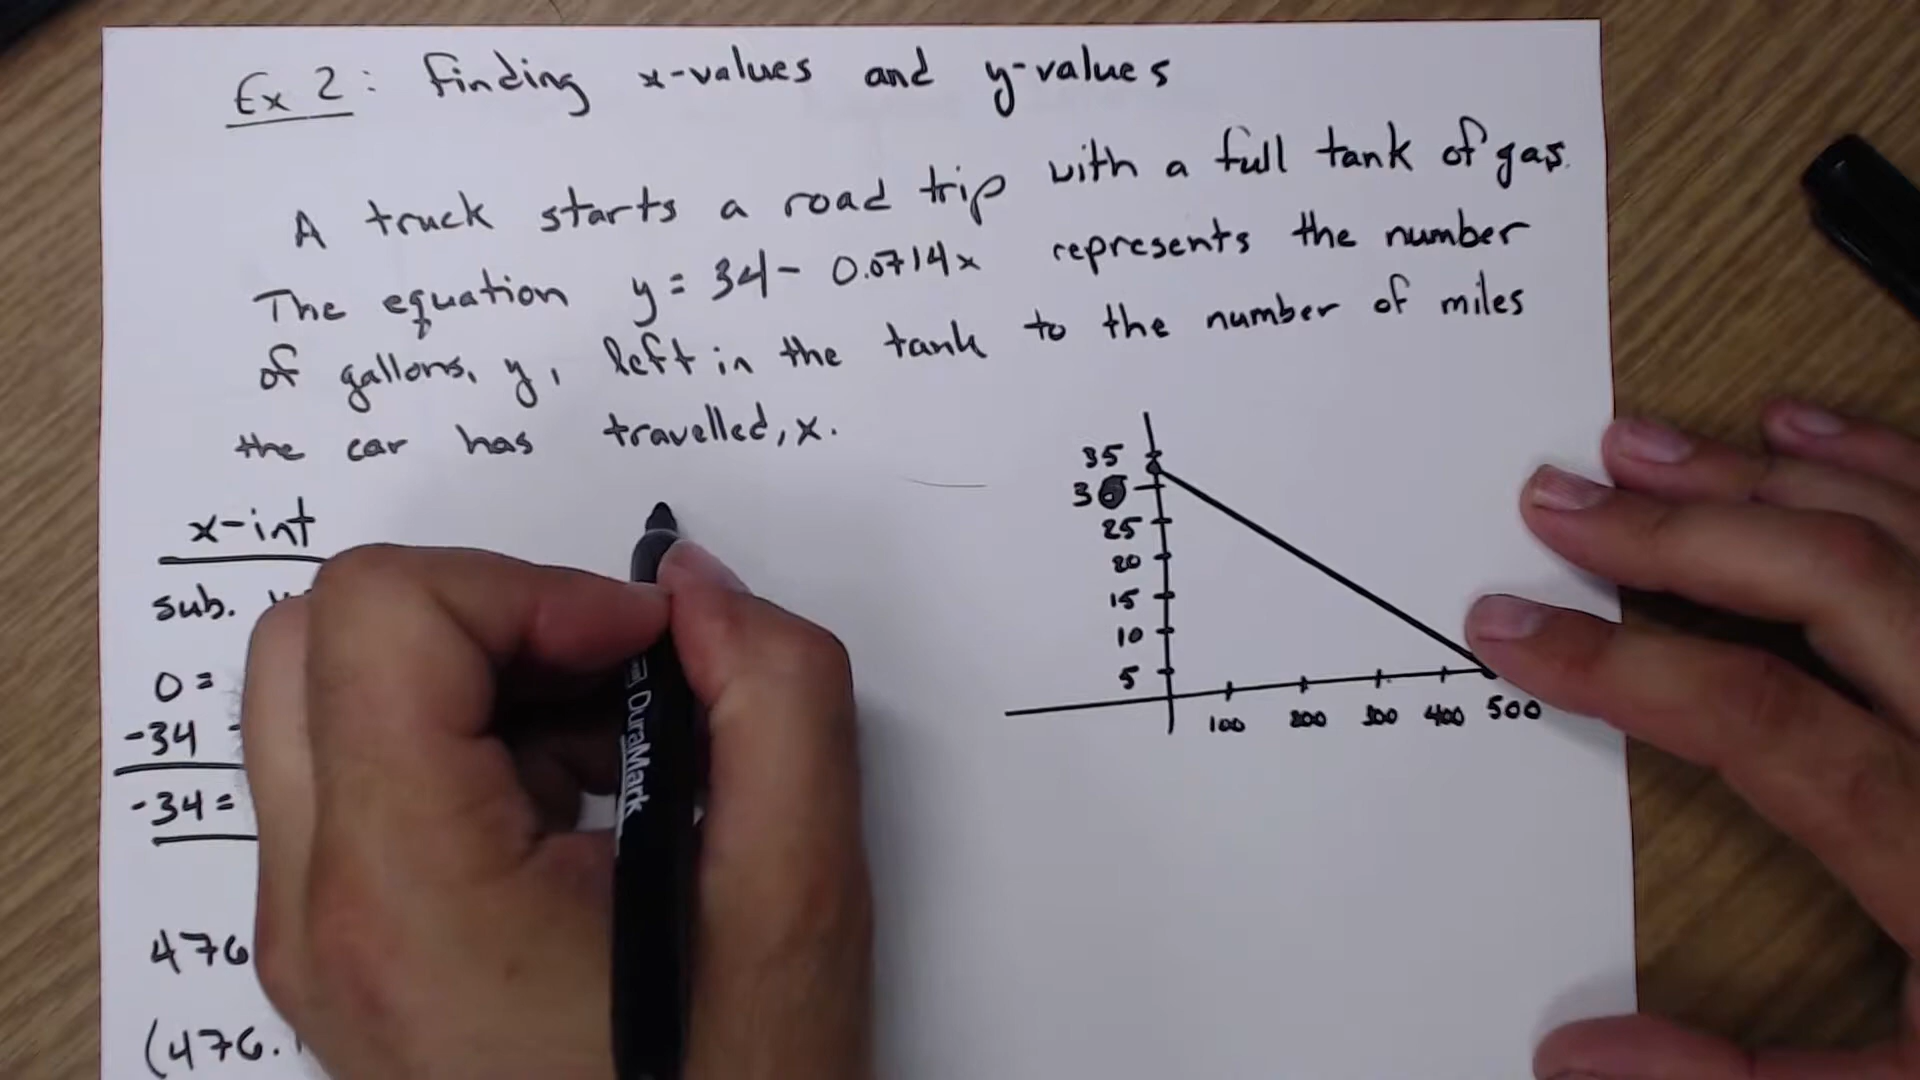 Ex 2: Finding x-values and y-values
A truck starts a road trip with a full tank of gas.
The equation y = 34 - 0.0714x represents the number
of gallons, y, left in the tank to the number of miles
the car has travelled, x.
x-int
sub.
0 =
-34
-34 =
476
(476.
35
30
25
20
15
10
5
100 200 300 400 500
DuraMark